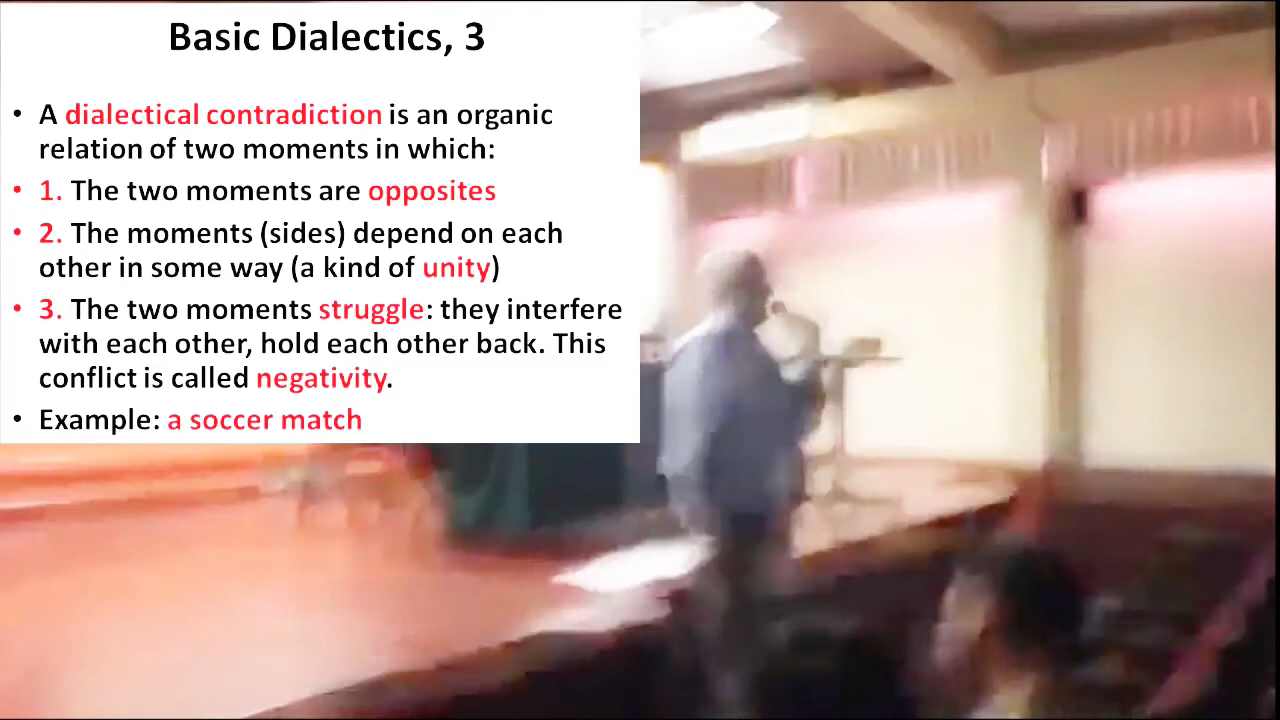 Basic Dialectics, 3
• A dialectical contradiction is an organic
relation of two moments in which:
• 1. The two moments are opposites
• 2. The moments (sides) depend on each
other in some way (a kind of unity)
• 3. The two moments struggle: they interfere
with each other, hold each other back. This
conflict is called negativity.
• Example: a soccer match